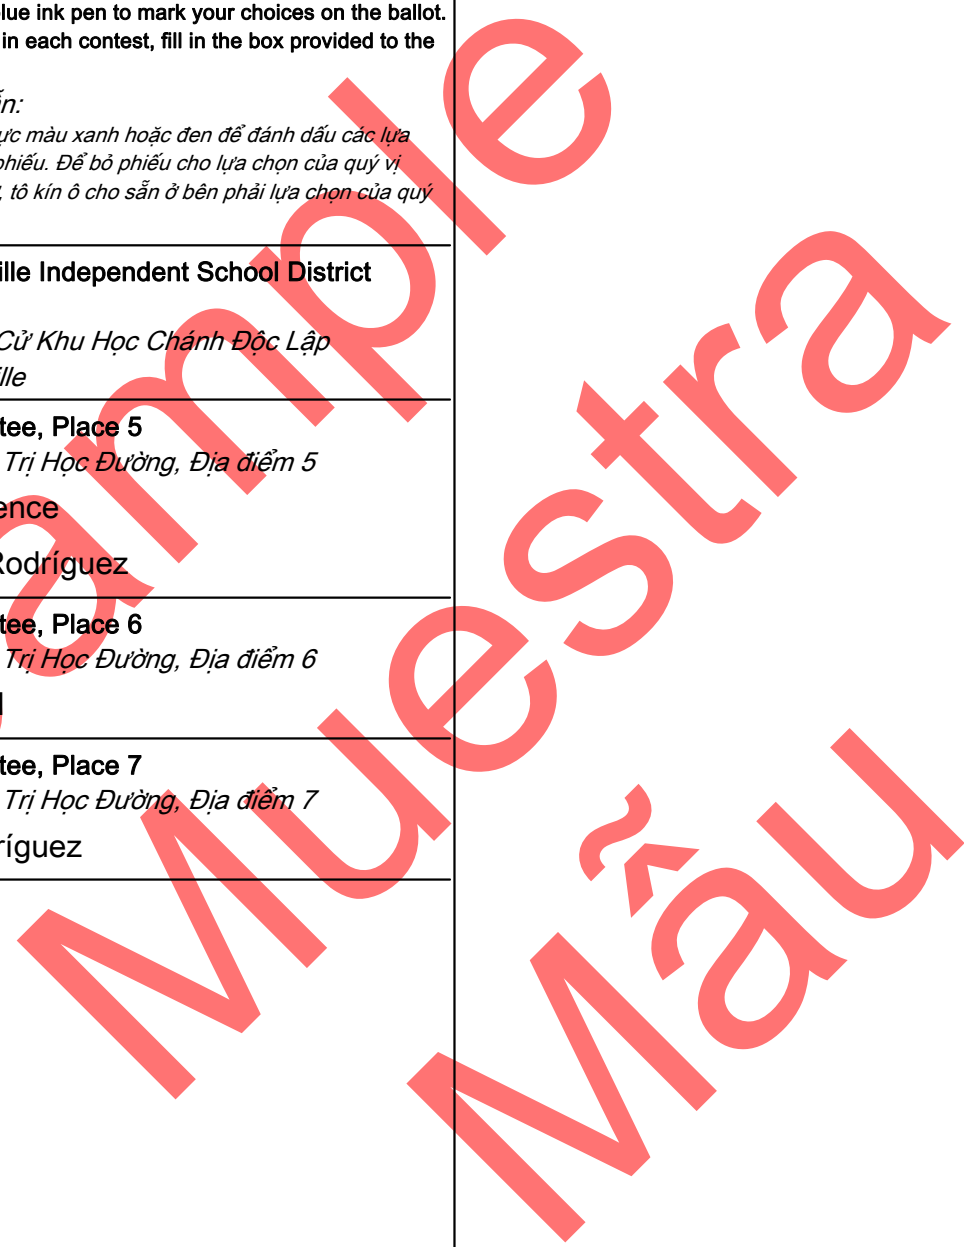 lue ink pen to mark your choices on the ballot.
in each contest, fill in the box provided to the
ẫn:
ực màu xanh hoặc đen để đánh dấu các lựa
phiếu. Để bỏ phiếu cho lựa chọn của quý vị
, tô kín ô cho sẵn ở bên phải lựa chọn của quý
ille Independent School District
Cử Khu Học Chánh Độc Lập
ille
tee, Place 5
Trị Học Đường, Địa điểm 5
ence
Rodríguez
tee, Place 6
Trị Học Đường, Địa điểm 6
tee, Place 7
Trị Học Đường, Địa điểm 7
ríguez
ample
Muestra
Mẫu